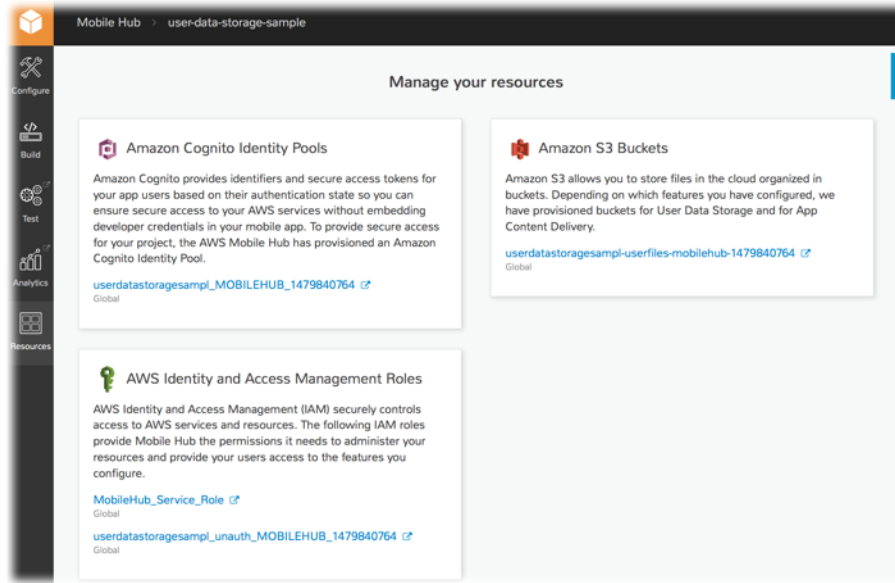 Mobile Hub > user-data-storage-sample
Configure
Build
Test
Analytics
Resources
Manage your resources
Amazon Cognito Identity Pools
Amazon Cognito provides identifiers and secure access tokens for
your app users based on their authentication state so you can
ensure secure access to your AWS services without embedding
developer credentials in your mobile app. To provide secure access
for your project, the AWS Mobile Hub has provisioned an Amazon
Cognito Identity Pool.
userdatastoragesampl_MOBILEHUB_1479840764
Global
Amazon S3 Buckets
Amazon S3 allows you to store files in the cloud organized in
buckets. Depending on which features you have configured, we
have provisioned buckets for User Data Storage and for App
Content Delivery.
userdatastoragesampl-userfiles-mobilehub-1479840764
Global
AWS Identity and Access Management Roles
AWS Identity and Access Management (IAM) securely controls
access to AWS services and resources. The following IAM roles
provide Mobile Hub the permissions it needs to administer your
resources and provide your users access to the features you
configure.
MobileHub_Service_Role
Global
userdatastoragesampl_unauth_MOBILEHUB_1479840764
Global